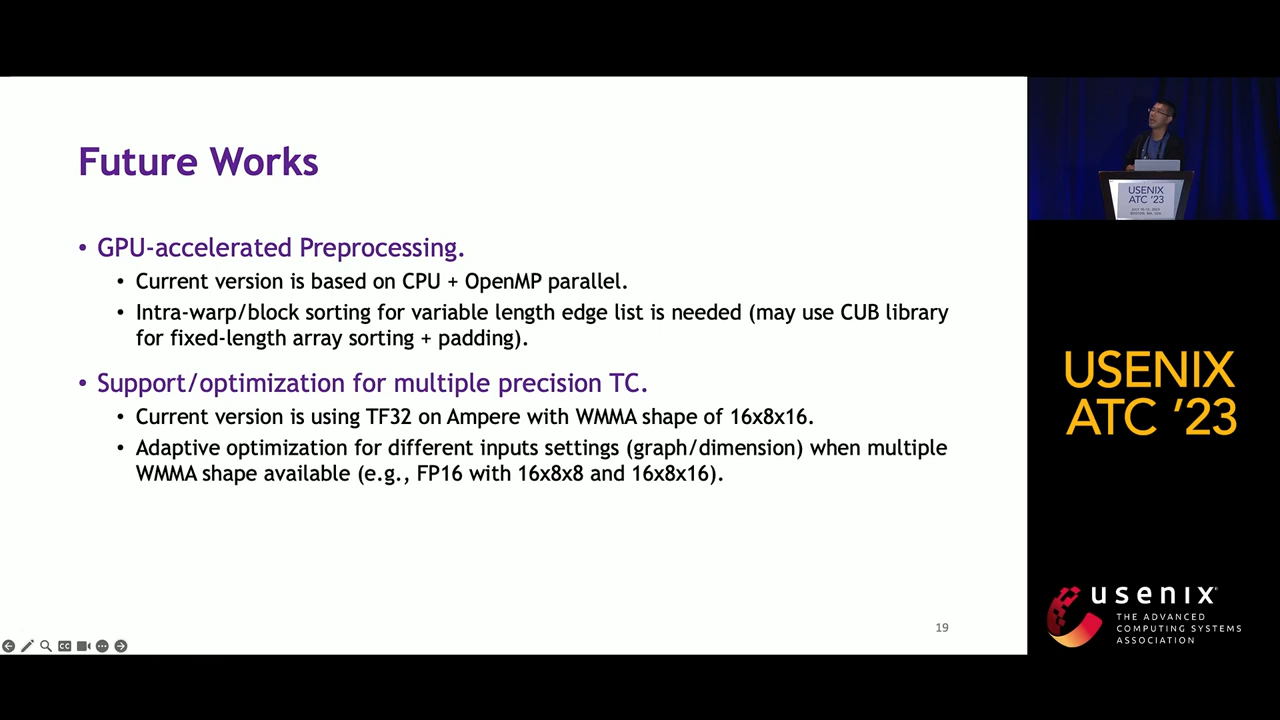 Future Works
• GPU-accelerated Preprocessing.
• Current version is based on CPU + OpenMP parallel.
• Intra-warp/block sorting for variable length edge list is needed (may use CUB library
for fixed-length array sorting + padding).
• Support/optimization for multiple precision TC.
• Current version is using TF32 on Ampere with WMMA shape of 16x8x16.
• Adaptive optimization for different inputs settings (graph/dimension) when multiple
WMMA shape available (e.g., FP16 with 16x8x8 and 16x8x16).
19
USENIX
ATC '23
USENIX
ATC '23
usenix
THE ADVANCED
COMPUTING SYSTEMS
ASSOCIATION